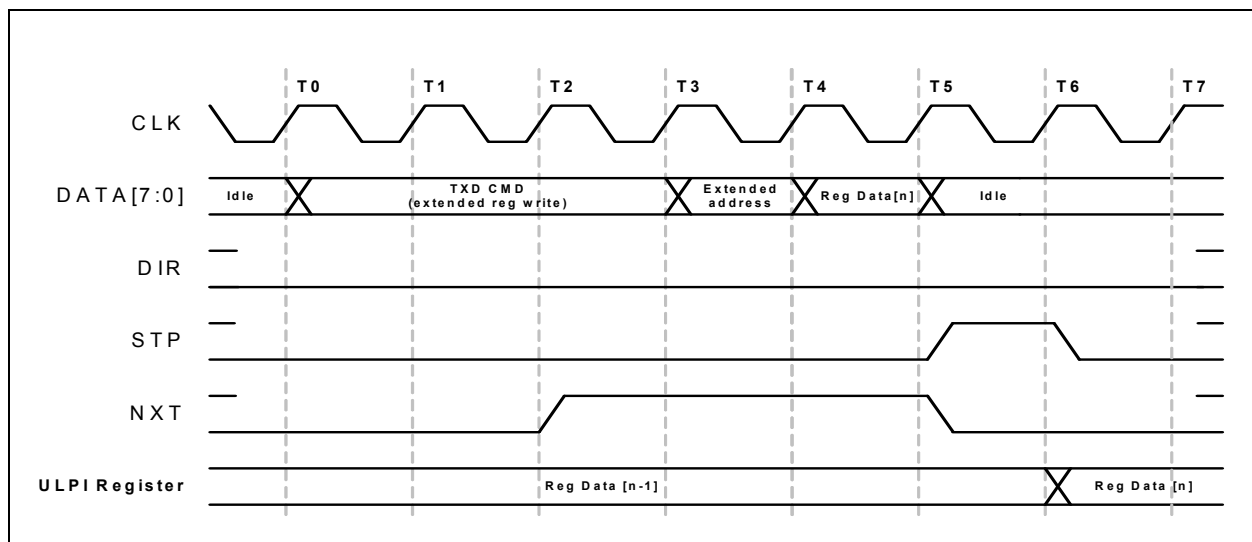 T0 T1 T2 T3 T4 T5 T6 T7
CLK
DATA[7:0] Idle TXD CMD (extended reg write) Extended address Reg Data[n] Idle
DIR
STP
NXT
ULPI Register Reg Data [n-1] Reg Data [n]